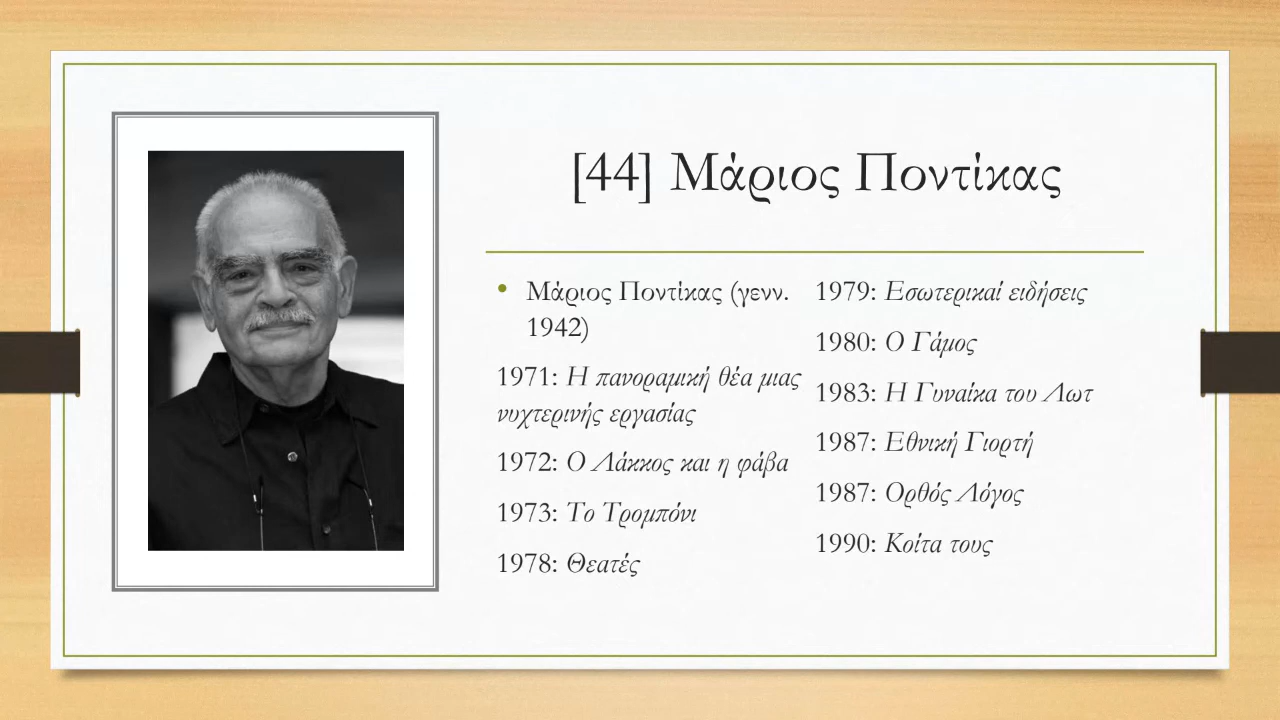 [44] Μάριος Ποντίκας
• Μάριος Ποντίκας (γενν.
1942)
1971: Η πανοραμική θέα μιας
νυχτερινής εργασίας
1972: Ο Λάκκος και η φάβα
1973: Το Τρομπόνι
1978: Θεατές
1979: Εσωτερικαί ειδήσεις
1980: Ο Γάμος
1983: Η Γυναίκα του Λωτ
1987: Εθνική Γιορτή
1987: Ορθός Λόγος
1990: Κοίτα τους